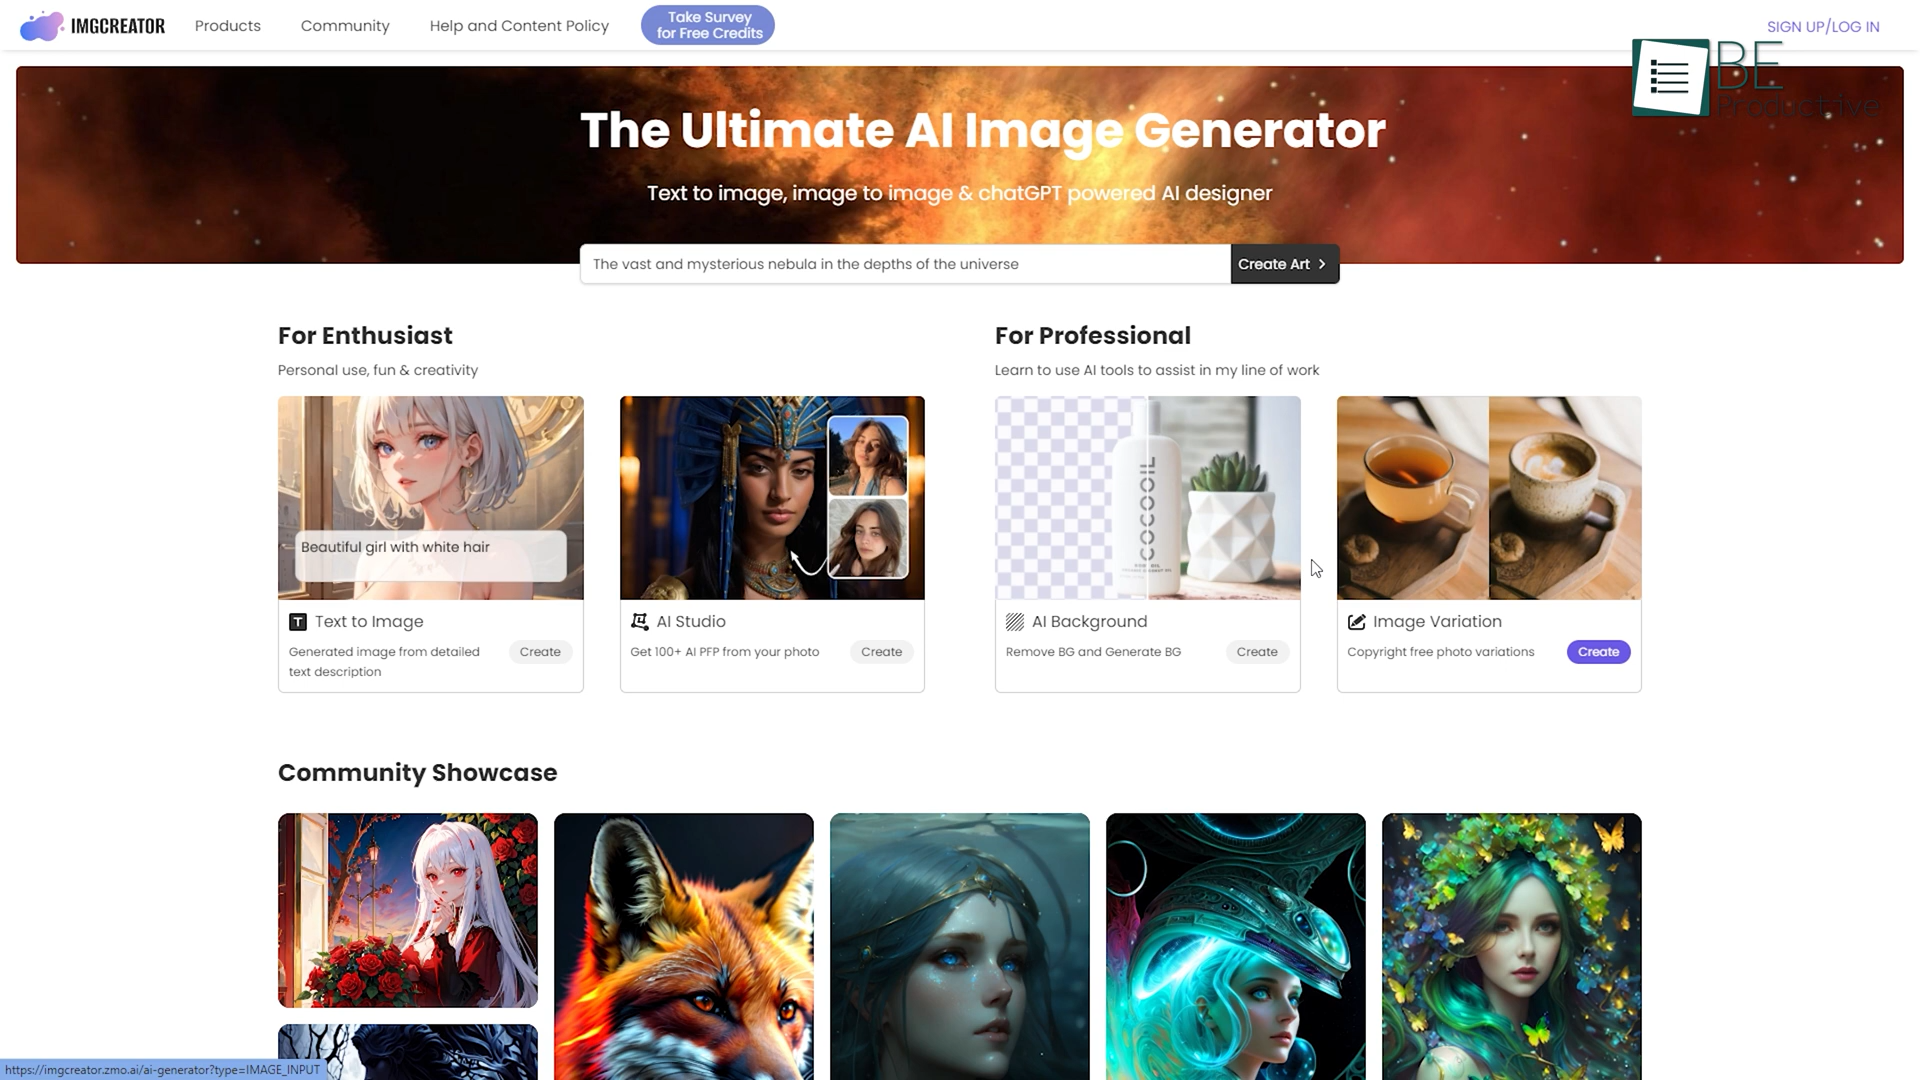 IMGCREATOR
Products
Community
Help and Content Policy
Take Survey
for Free Credits
SIGN UP/LOG IN
BE
Productive
The Ultimate AI Image Generator
Text to image, image to image & chatGPT powered AI designer
The vast and mysterious nebula in the depths of the universe
Create Art
For Enthusiast
Personal use, fun & creativity
For Professional
Learn to use AI tools to assist in my line of work
Beautiful girl with white hair
COCOOIL
Text to Image
Generated image from detailed
text description
Create
AI Studio
Get 100+ AI PFP from your photo
Create
AI Background
Remove BG and Generate BG
Create
Image Variation
Copyright free photo variations
Create
Community Showcase
https://imgcreator.zmo.ai/ai-generator?type=IMAGE_INPUT